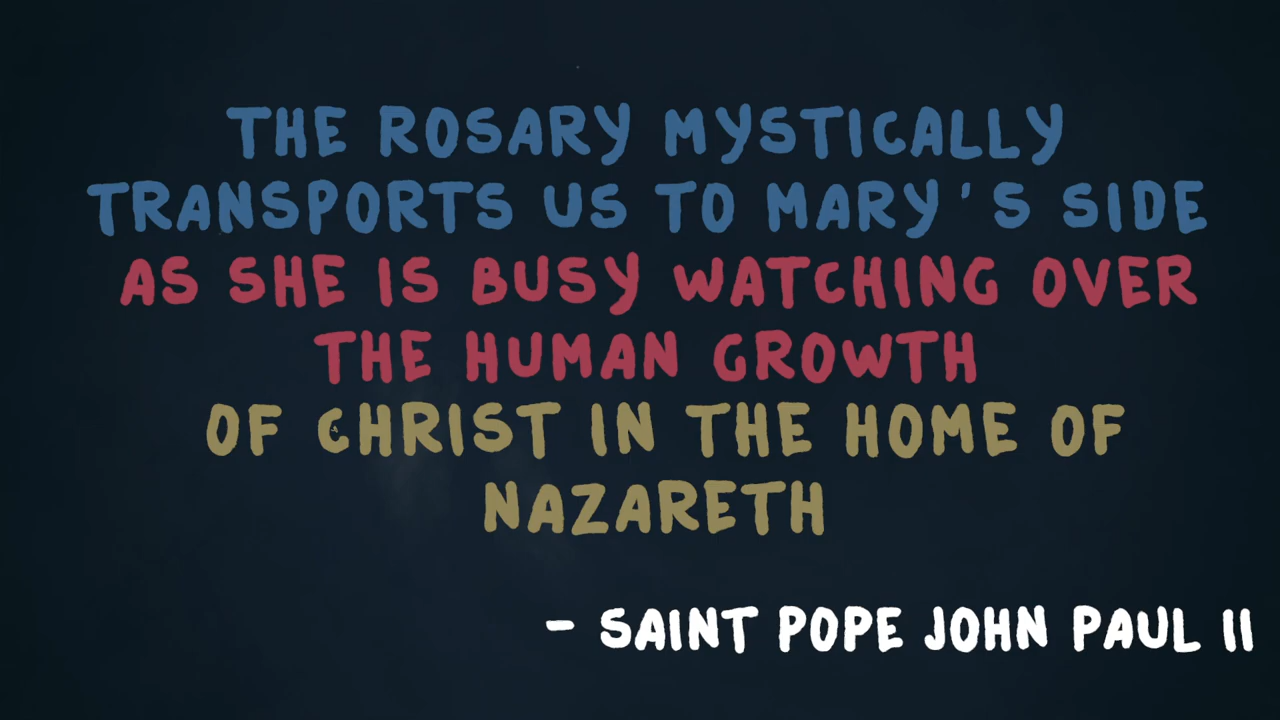 THE ROSARY MYSTICALLY
TRANSPORTS US TO MARY'S SIDE
AS SHE IS BUSY WATCHING OVER
THE HUMAN GROWTH
OF CHRIST IN THE HOME OF
NAZARETH
- SAINT POPE JOHN PAUL II